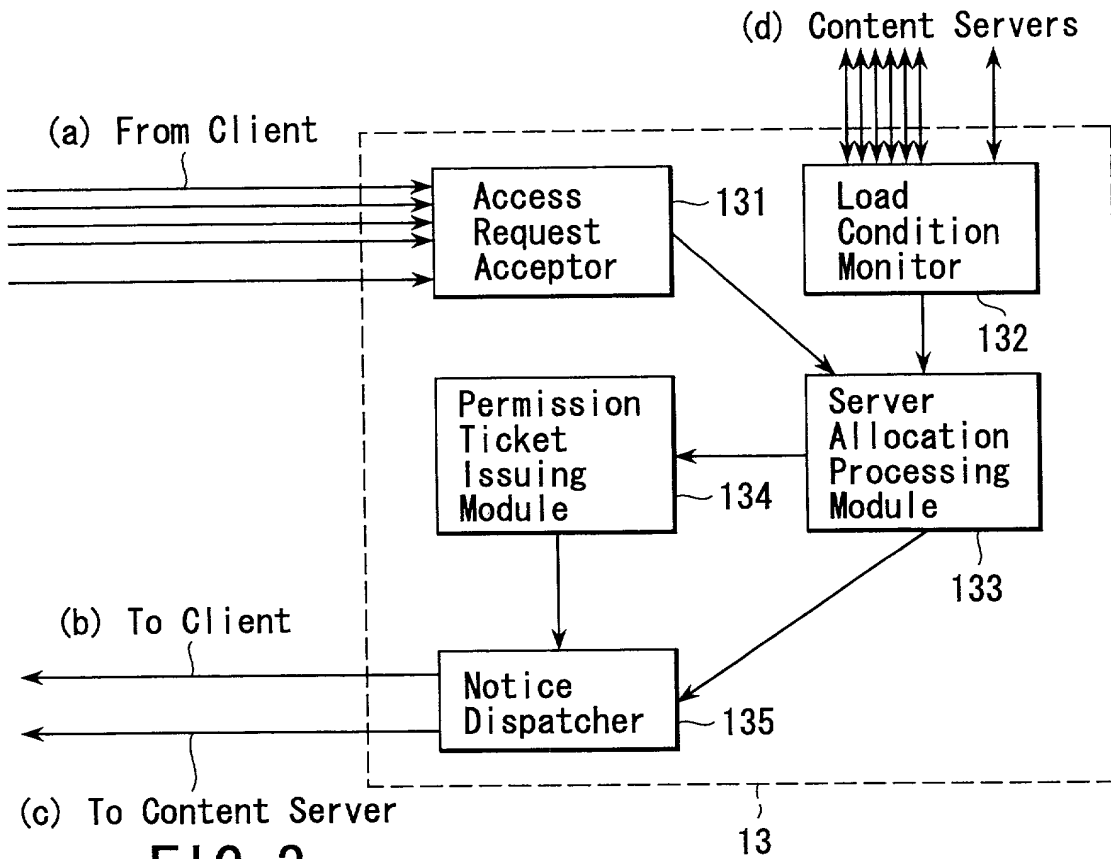 (d) Content Servers
(a) From Client
Access
Request
Acceptor
131
Load
Condition
Monitor
132
Permission
Ticket
Issuing
Module
134
Server
Allocation
Processing
Module
133
(b) To Client
Notice
Dispatcher
135
(c) To Content Server
13